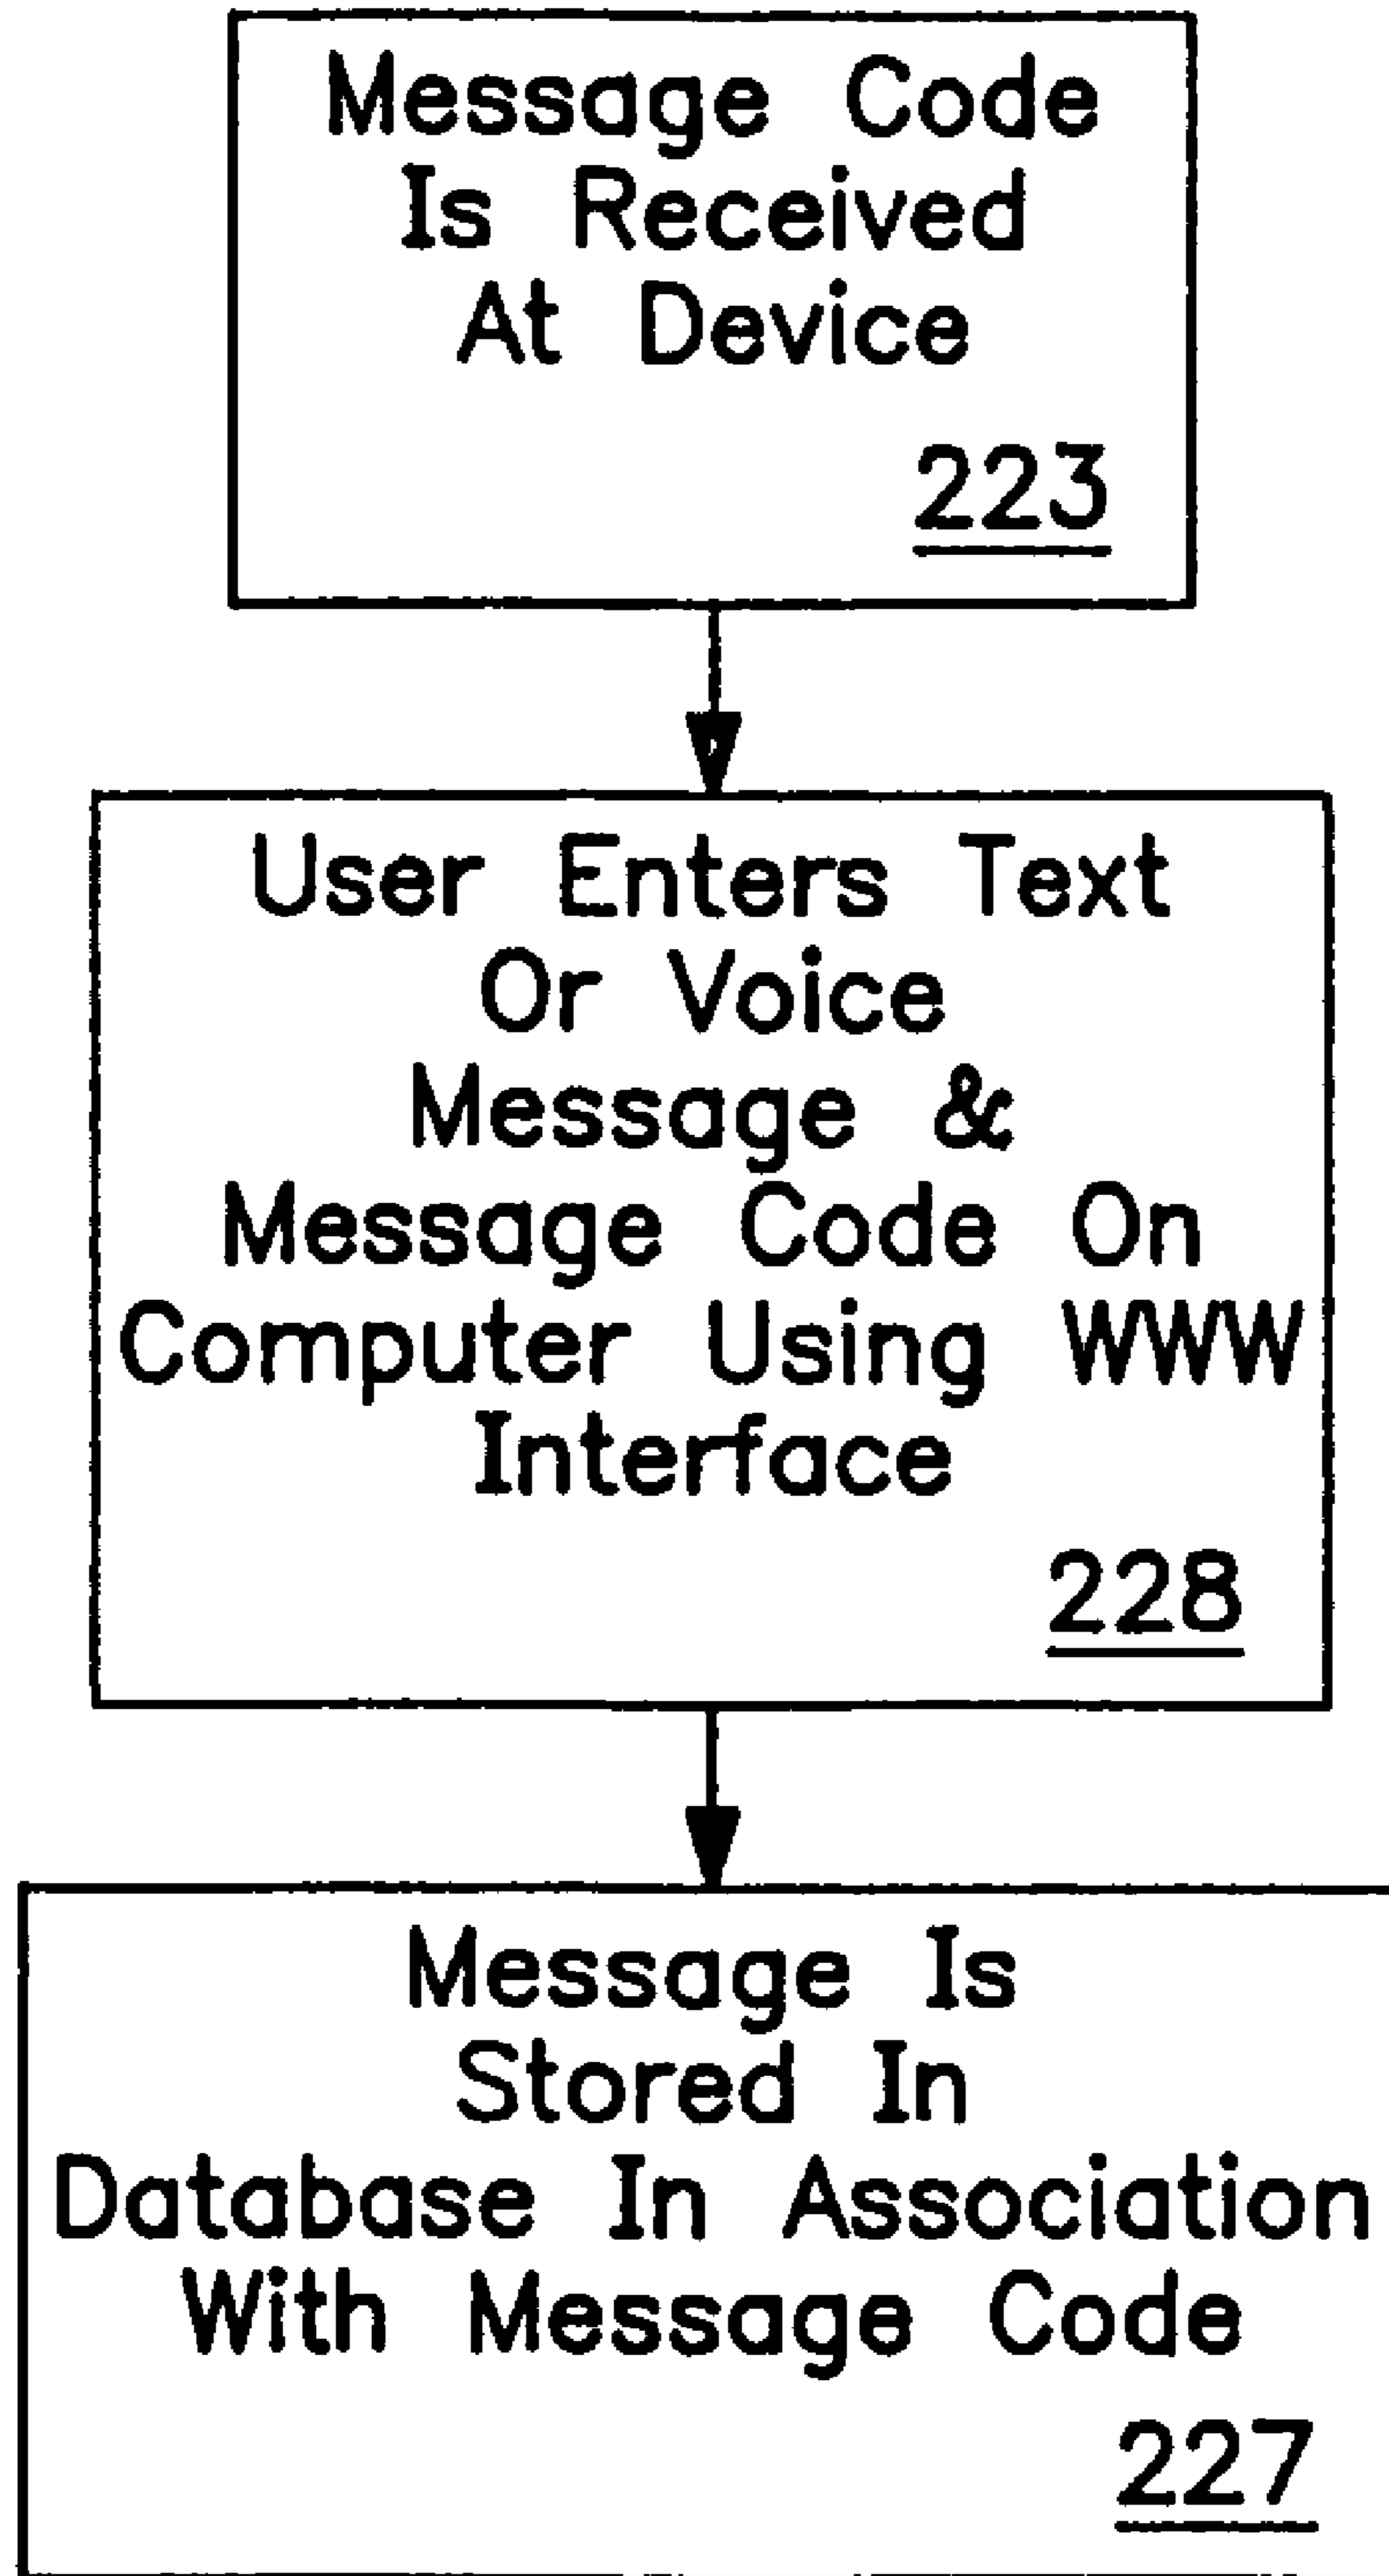 Message Code
Is Received
At Device
223
User Enters Text
Or Voice
Message &
Message Code On
Computer Using WWW
Interface
228
Message Is
Stored In
Database In Association
With Message Code
227